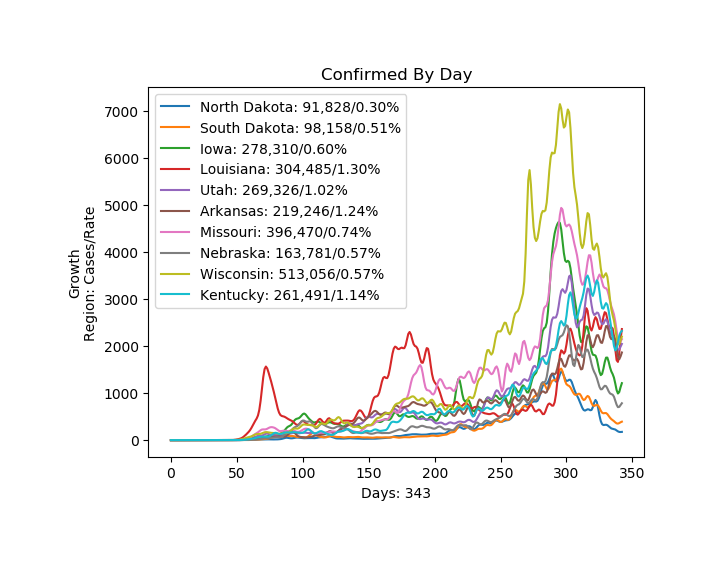 Confirmed By Day
Growth
Region: Cases/Rate
7000
6000
5000
4000
3000
2000
1000
0
North Dakota: 91,828/0.30%
South Dakota: 98,158/0.51%
Iowa: 278,310/0.60%
Louisiana: 304,485/1.30%
Utah: 269,326/1.02%
Arkansas: 219,246/1.24%
Missouri: 396,470/0.74%
Nebraska: 163,781/0.57%
Wisconsin: 513,056/0.57%
Kentucky: 261,491/1.14%
0 50 100 150 200 250 300 350
Days: 343